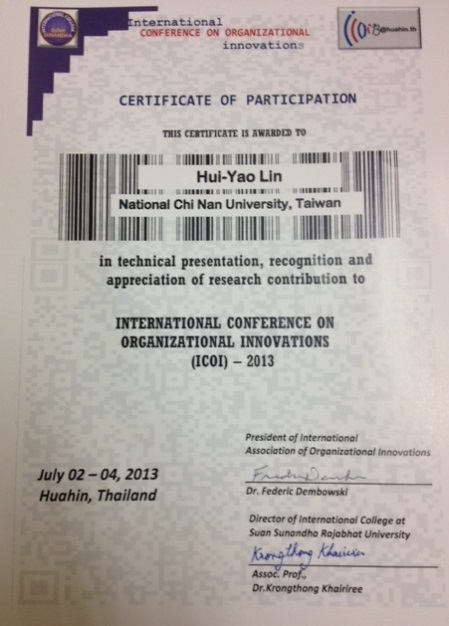 International
CONFERENCE ON ORGANIZATIONAL
innovations
@huahin.th
CERTIFICATE OF PARTICIPATION
THIS CERTIFICATE IS AWARDED TO
Hui-Yao Lin
National Chi Nan University, Taiwan
in technical presentation, recognition and
appreciation of research contribution to
INTERNATIONAL CONFERENCE ON
ORGANIZATIONAL INNOVATIONS
(ICOI) – 2013
President of International
Association of Organizational Innovations
July 02 – 04, 2013
Huahin, Thailand
Dr. Federic Dembowski
Director of International College at
Suan Sunandha Rajabhat University
Krongthong Khairiree
Assoc. Prof.,
Dr.Krongthong Khairiree